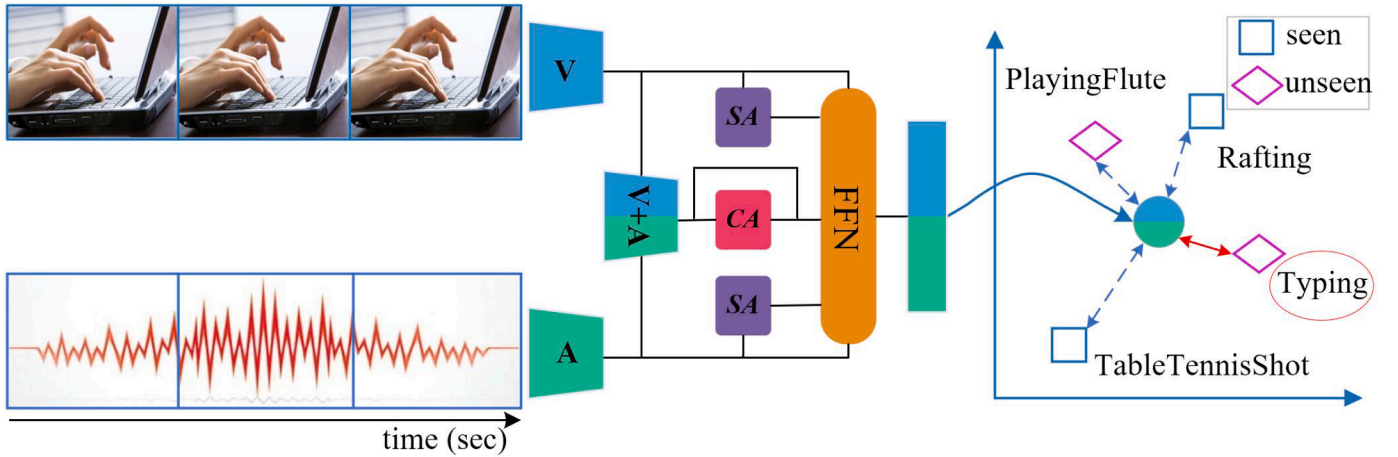 V
V+A
A
SA
CA
SA
FFN
time (sec)
seen
unseen
PlayingFlute
Rafting
Typing
TableTennisShot